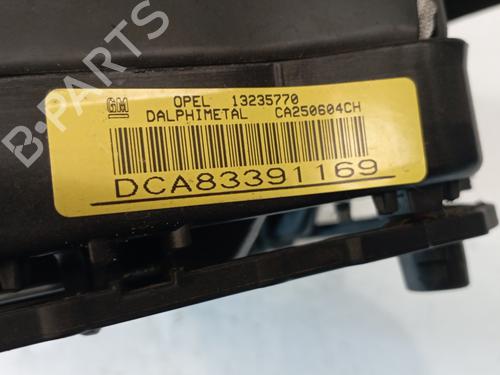 GM OPEL 13235770
DALPHIMETAL CA250604CH
DCA83391169
B-PARTS